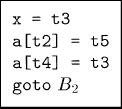 x = t3
a[t2] = t5
a[t4] = t3
goto B₂